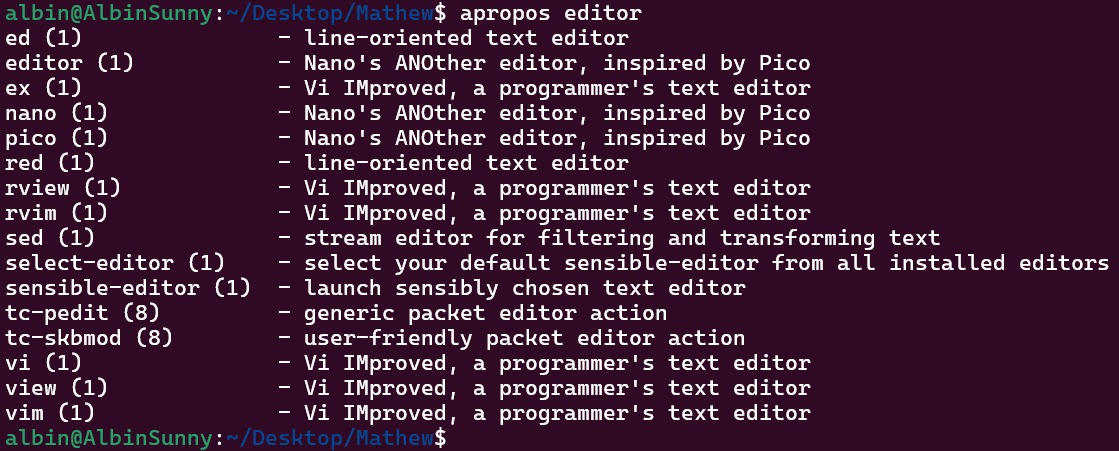 albin@AlbinSunny:~/Desktop/Mathew$ apropos editor
ed (1)               - line-oriented text editor
editor (1)           - Nano's ANOther editor, inspired by Pico
ex (1)               - Vi IMproved, a programmer's text editor
nano (1)             - Nano's ANOther editor, inspired by Pico
pico (1)             - Nano's ANOther editor, inspired by Pico
red (1)              - line-oriented text editor
rview (1)            - Vi IMproved, a programmer's text editor
rvim (1)             - Vi IMproved, a programmer's text editor
sed (1)              - stream editor for filtering and transforming text
select-editor (1)    - select your default sensible-editor from all installed editors
sensible-editor (1)  - launch sensibly chosen text editor
tc-pedit (8)         - generic packet editor action
tc-skbmod (8)        - user-friendly packet editor action
vi (1)               - Vi IMproved, a programmer's text editor
view (1)             - Vi IMproved, a programmer's text editor
vim (1)              - Vi IMproved, a programmer's text editor
albin@AlbinSunny:~/Desktop/Mathew$